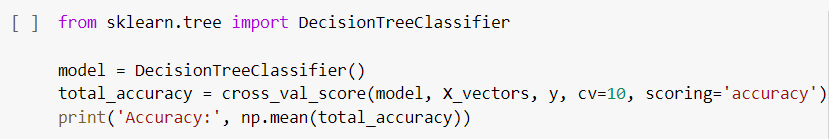 [ ] from sklearn.tree import DecisionTreeClassifier
model = DecisionTreeClassifier()
total_accuracy = cross_val_score(model, X_vectors, y, cv=10, scoring='accuracy')
print('Accuracy:', np.mean(total_accuracy))